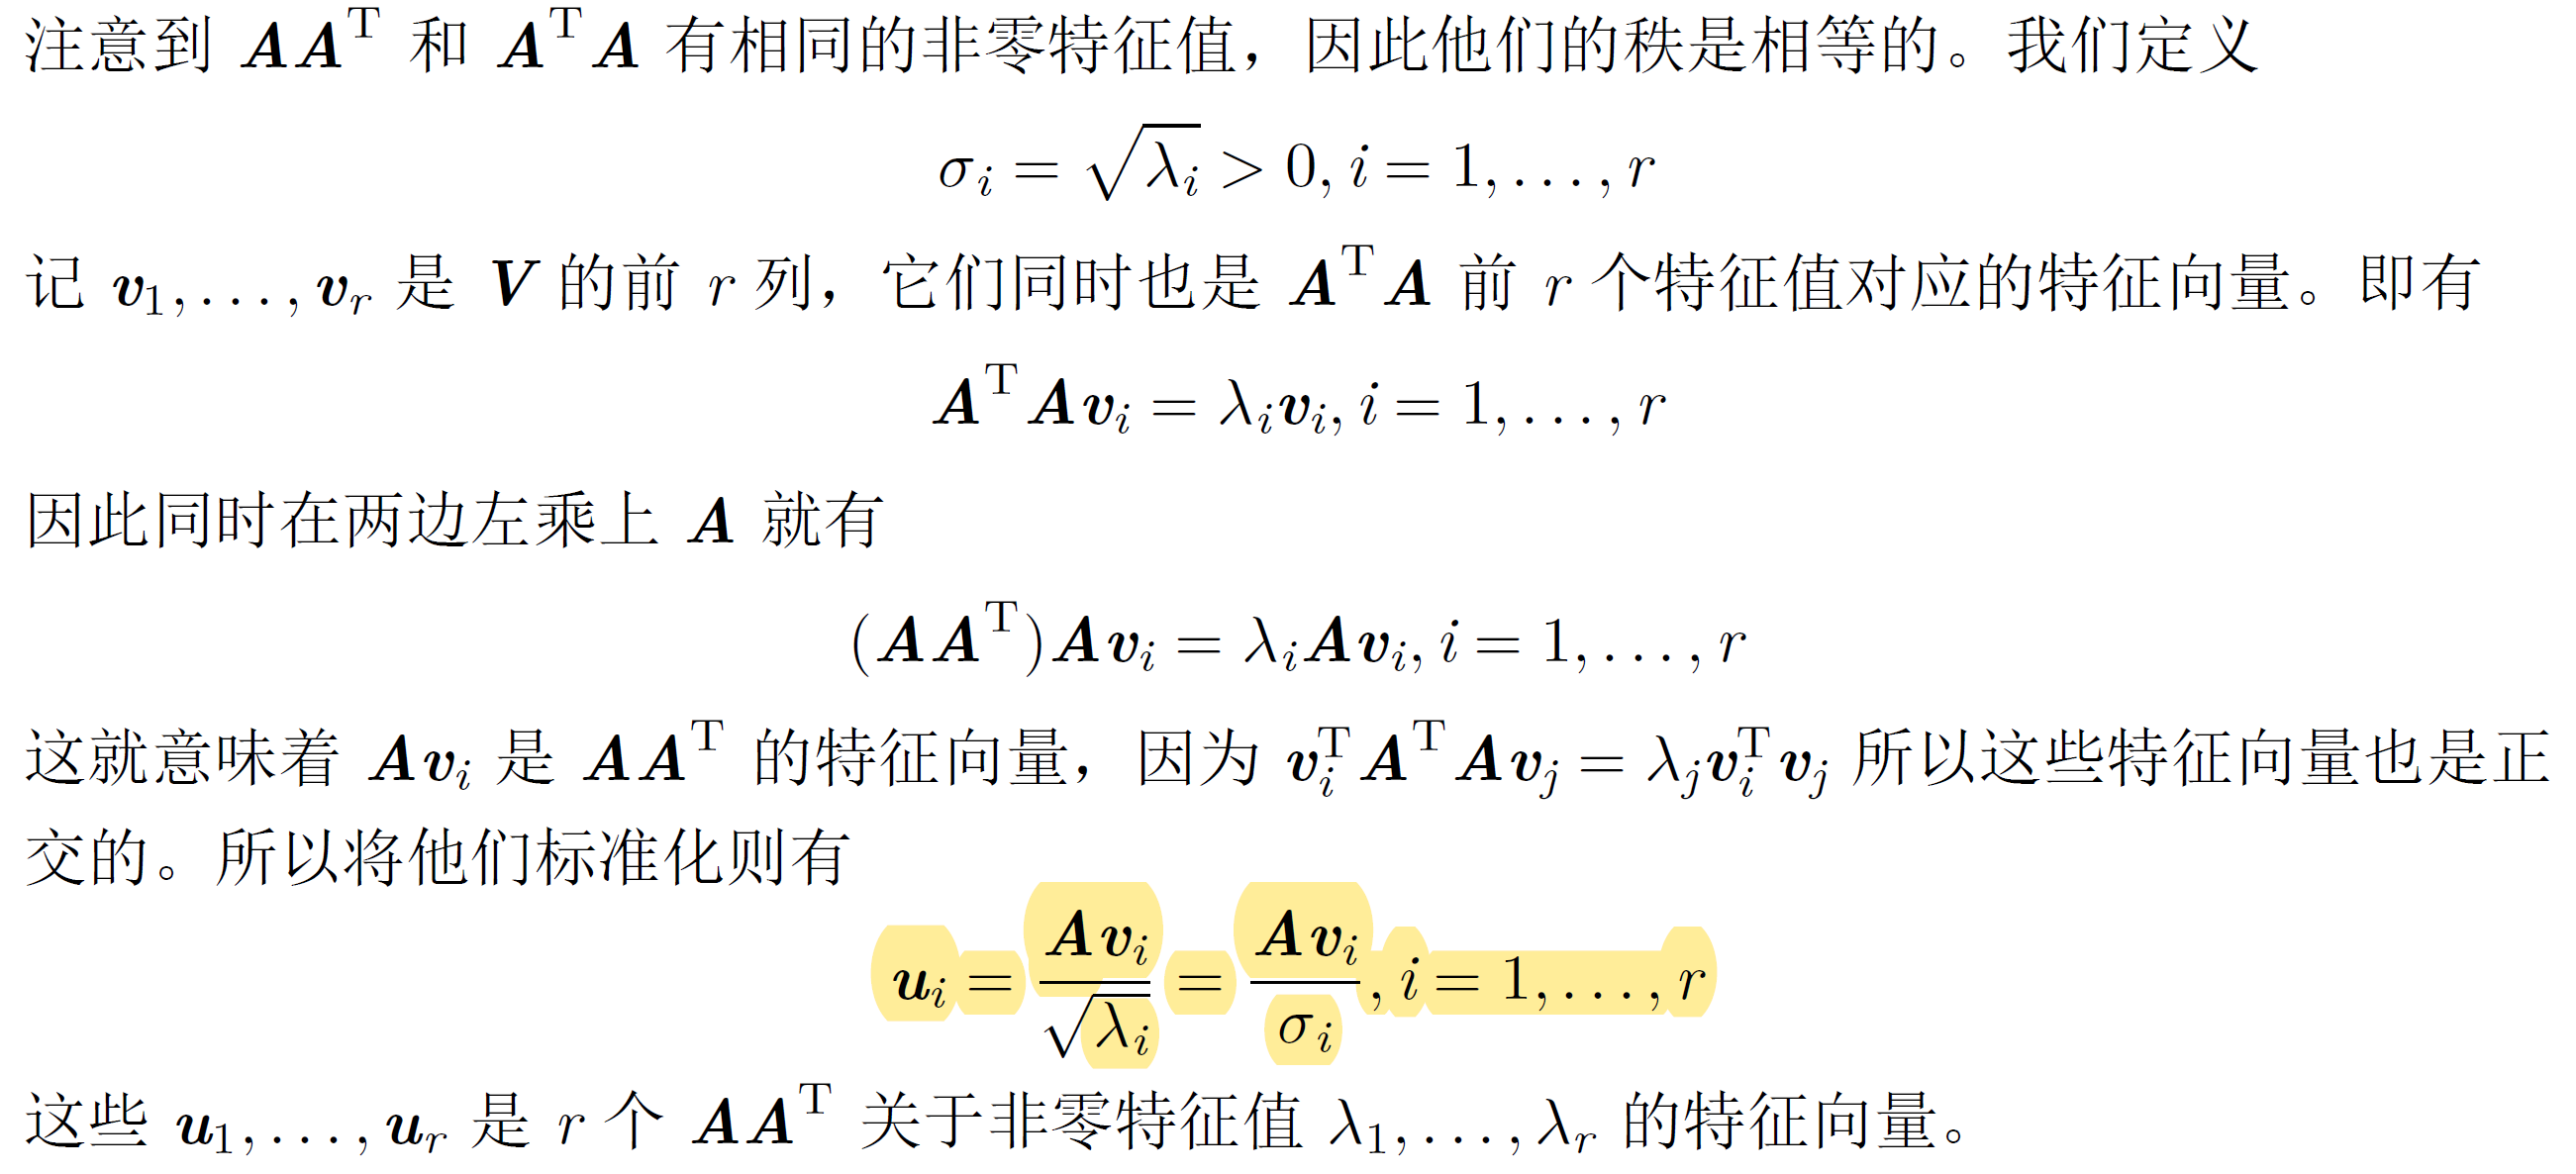 注意到 $\boldsymbol{A}\boldsymbol{A}^{\mathrm{T}}$ 和 $\boldsymbol{A}^{\mathrm{T}}\boldsymbol{A}$ 有相同的非零特征值，因此他们的秩是相等的。我们定义
$\sigma_i = \sqrt{\lambda_i} > 0, i = 1, \ldots, r$
记 $\boldsymbol{v}_1, \ldots, \boldsymbol{v}_r$ 是 $\boldsymbol{V}$ 的前 $r$ 列，它们同时也是 $\boldsymbol{A}^{\mathrm{T}}\boldsymbol{A}$ 前 $r$ 个特征值对应的特征向量。即有
$\boldsymbol{A}^{\mathrm{T}}\boldsymbol{A}\boldsymbol{v}_i = \lambda_i \boldsymbol{v}_i, i = 1, \ldots, r$
因此同时在两边左乘上 $\boldsymbol{A}$ 就有
$(\boldsymbol{A}\boldsymbol{A}^{\mathrm{T}})\boldsymbol{A}\boldsymbol{v}_i = \lambda_i \boldsymbol{A}\boldsymbol{v}_i, i = 1, \ldots, r$
这就意味着 $\boldsymbol{A}\boldsymbol{v}_i$ 是 $\boldsymbol{A}\boldsymbol{A}^{\mathrm{T}}$ 的特征向量，因为 $\boldsymbol{v}_i^{\mathrm{T}}\boldsymbol{A}^{\mathrm{T}}\boldsymbol{A}\boldsymbol{v}_j = \lambda_j \boldsymbol{v}_i^{\mathrm{T}}\boldsymbol{v}_j$ 所以这些特征向量也是正
交的。所以将他们标准化则有
$\boldsymbol{u}_i = \frac{\boldsymbol{A}\boldsymbol{v}_i}{\sqrt{\lambda_i}} = \frac{\boldsymbol{A}\boldsymbol{v}_i}{\sigma_i}, i = 1, \ldots, r$
这些 $\boldsymbol{u}_1, \ldots, \boldsymbol{u}_r$ 是 $r$ 个 $\boldsymbol{A}\boldsymbol{A}^{\mathrm{T}}$ 关于非零特征值 $\lambda_1, \ldots, \lambda_r$ 的特征向量。